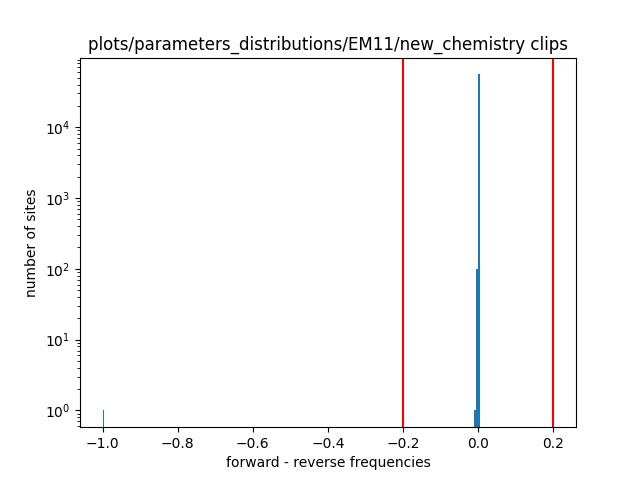 plots/parameters_distributions/EM11/new_chemistry clips
number of sites
10⁴
10³
10²
10¹
10⁰
−1.0 −0.8 −0.6 −0.4 −0.2 0.0 0.2
forward - reverse frequencies